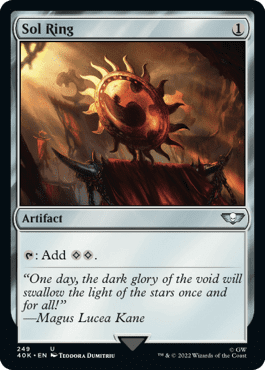 Sol Ring 1
Artifact
: Add .
"One day, the dark glory of the void will
swallow the light of the stars once and
for all!"
—Magus Lucea Kane
249 U
40K • EN Teodora Dumitriu
© GW
™ & © 2022 Wizards of the Coast